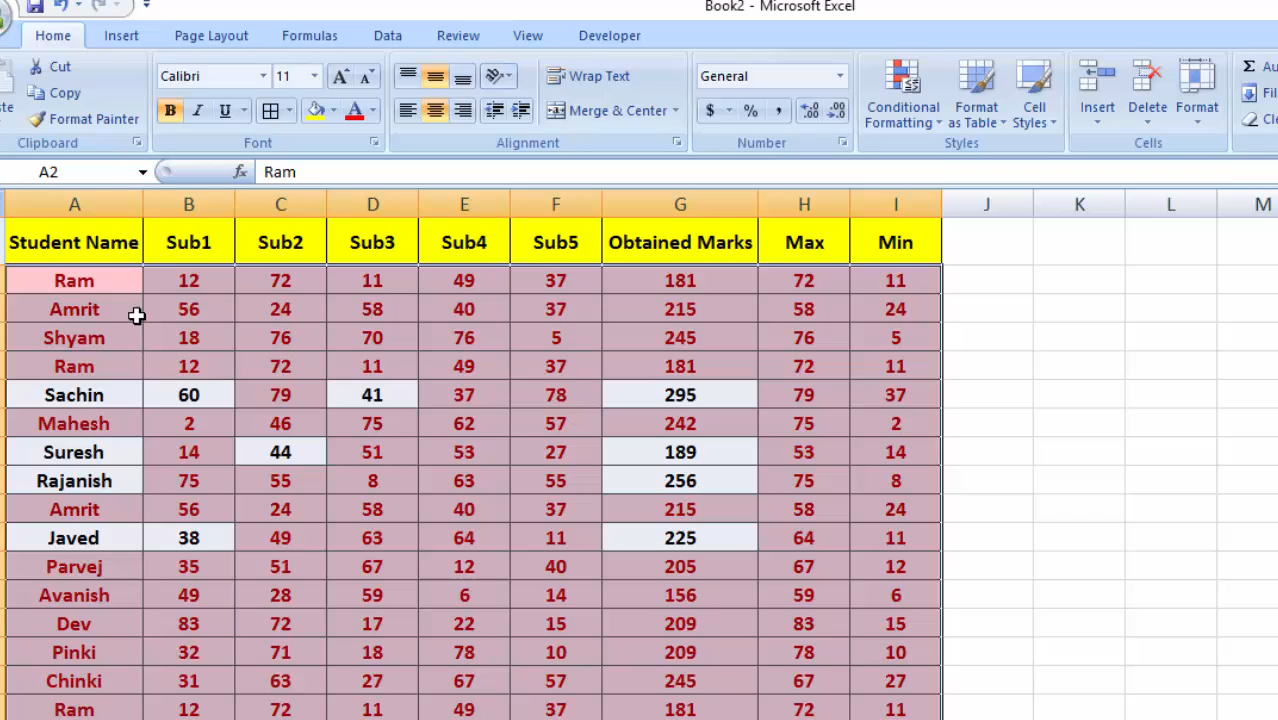 Book2 - Microsoft Excel
Home Insert Page Layout Formulas Data Review View Developer
Cut
Copy
Format Painter
Clipboard
Calibri 11
B I U
Font
Wrap Text
Merge & Center
Alignment
General
$ % ,
Number
Conditional Formatting
Format as Table
Cell Styles
Styles
Insert Delete Format
Cells
A2 fx Ram
A B C D E F G H I J K L M
Student Name Sub1 Sub2 Sub3 Sub4 Sub5 Obtained Marks Max Min
Ram 12 72 11 49 37 181 72 11
Amrit 56 24 58 40 37 215 58 24
Shyam 18 76 70 76 5 245 76 5
Ram 12 72 11 49 37 181 72 11
Sachin 60 79 41 37 78 295 79 37
Mahesh 2 46 75 62 57 242 75 2
Suresh 14 44 51 53 27 189 53 14
Rajanish 75 55 8 63 55 256 75 8
Amrit 56 24 58 40 37 215 58 24
Javed 38 49 63 64 11 225 64 11
Parvej 35 51 67 12 40 205 67 12
Avanish 49 28 59 6 14 156 59 6
Dev 83 72 17 22 15 209 83 15
Pinki 32 71 18 78 10 209 78 10
Chinki 31 63 27 67 57 245 67 27
Ram 12 72 11 49 37 181 72 11